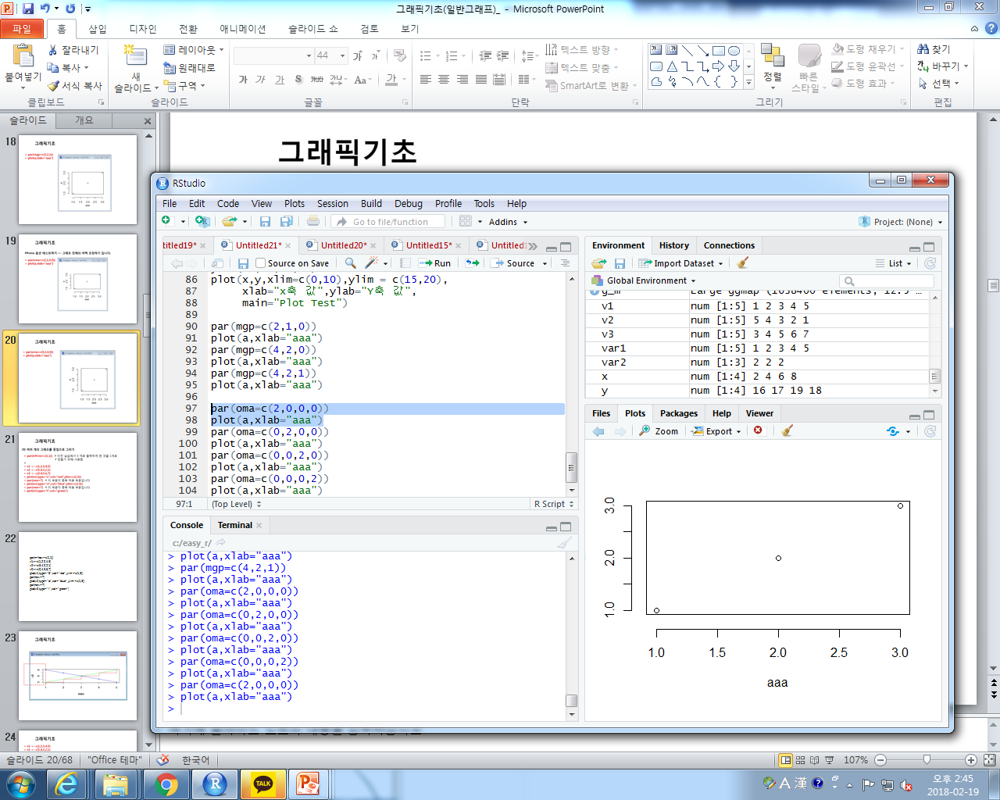 그래픽기초(일반그래프)_ - Microsoft PowerPoint
파일 홈 삽입 디자인 전환 애니메이션 슬라이드 쇼 검토 보기
붙여넣기 잘라내기 복사 서식 복사 클립보드
새 슬라이드 레이아웃 원래대로 구역 슬라이드
44
가 가 가 S 가나 Aa 가 글꼴
텍스트 방향 텍스트 맞춤 SmartArt로 변환 단락
정렬 빠른 스타일 도형 채우기 도형 윤곽선 도형 효과 그리기
찾기 바꾸기 선택 편집
슬라이드 개요
18
그래픽기초
> par(mgp=c(4,2,1))
> plot(a,xlab="aaa")
19
그래픽기초
20
그래픽기초
> par(oma=c(2,0,0,0))
> plot(a,xlab="aaa")
21
그래픽기초
22
23
그래픽기초
24
그래픽기초
그래픽기초
RStudio
File Edit Code View Plots Session Build Debug Profile Tools Help
Go to file/function Addins Project: (None)
ntitled19* Untitled21* Untitled20* Untitled15* Untitled
Source on Save Run Source
86 plot(x,y,xlim=c(0,10),ylim = c(15,20),
87 xlab="x축 값",ylab="Y축 값",
88 main="Plot Test")
89
90 par(mgp=c(2,1,0))
91 plot(a,xlab="aaa")
92 par(mgp=c(4,2,0))
93 plot(a,xlab="aaa")
94 par(mgp=c(4,2,1))
95 plot(a,xlab="aaa")
96
97 par(oma=c(2,0,0,0))
98 plot(a,xlab="aaa")
99 par(oma=c(0,2,0,0))
100 plot(a,xlab="aaa")
101 par(oma=c(0,0,2,0))
102 plot(a,xlab="aaa")
103 par(oma=c(0,0,0,2))
104 plot(a,xlab="aaa")
97:1 (Top Level) R Script
Console Terminal
c:/easy_r/
> plot(a,xlab="aaa")
> par(mgp=c(4,2,1))
> plot(a,xlab="aaa")
> par(oma=c(2,0,0,0))
> plot(a,xlab="aaa")
> par(oma=c(0,2,0,0))
> plot(a,xlab="aaa")
> par(oma=c(0,0,2,0))
> plot(a,xlab="aaa")
> par(oma=c(0,0,0,2))
> plot(a,xlab="aaa")
> par(oma=c(2,0,0,0))
> plot(a,xlab="aaa")
>
Environment History Connections
Import Dataset List
Global Environment
g_m Large ggmap (1638400 elements, 12.5 …
v1 num [1:5] 1 2 3 4 5
v2 num [1:5] 5 4 3 2 1
v3 num [1:5] 3 4 5 6 7
var1 num [1:5] 1 2 3 4 5
var2 num [1:3] 2 2 2
x num [1:4] 2 4 6 8
y num [1:4] 16 17 19 18
Files Plots Packages Help Viewer
Zoom Export
3.0
2.0
1.0
1.0 1.5 2.0 2.5 3.0
aaa
슬라이드 20/68 "Office 테마" 한국어 107%
TALK
A 漢
오후 2:45
2018-02-19